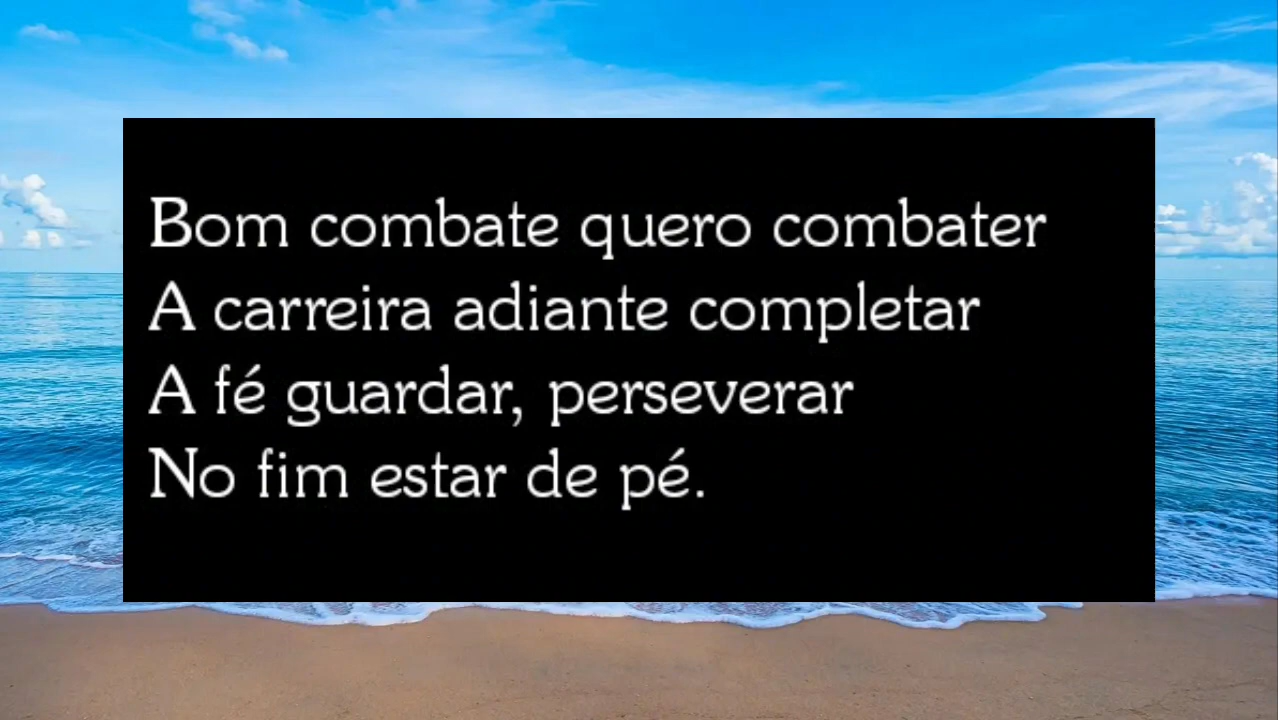 Bom combate quero combater
A carreira adiante completar
A fé guardar, perseverar
No fim estar de pé.